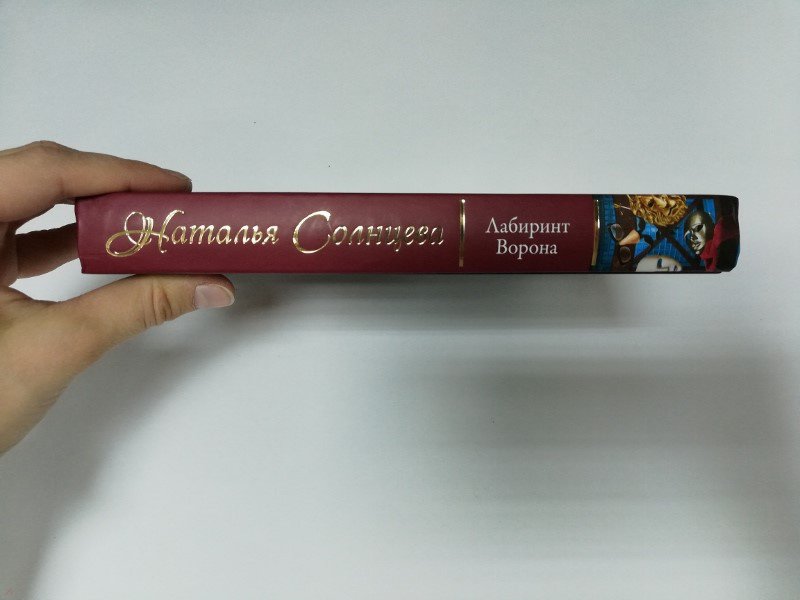 Наталья Солнцева
Лабиринт
Ворона